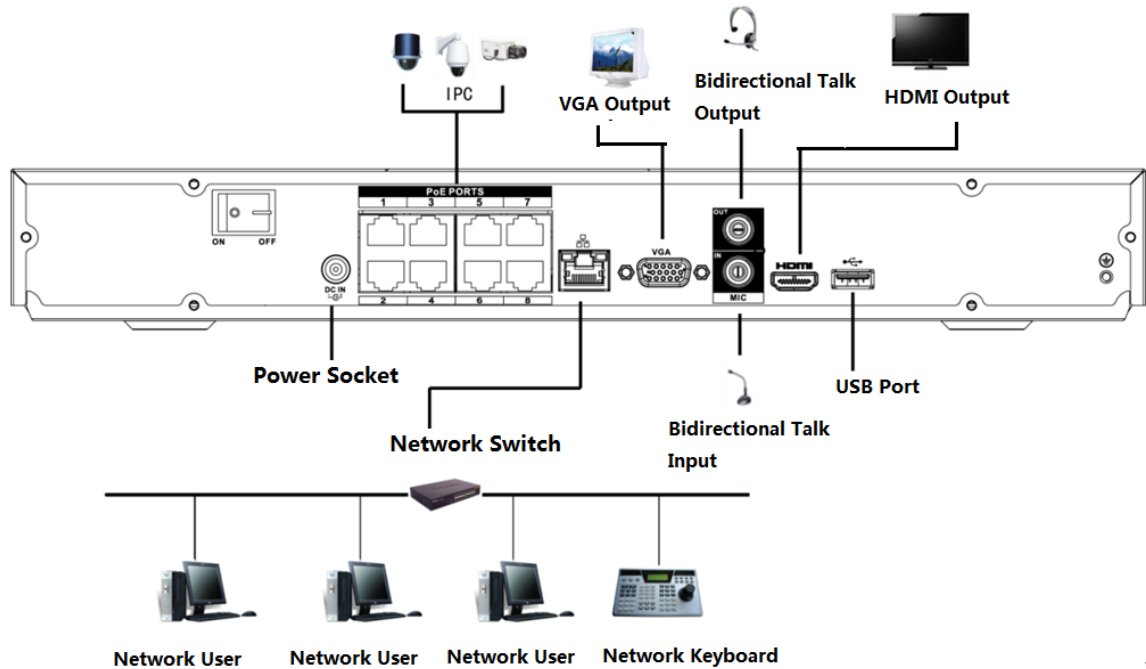 IPC
VGA Output
Bidirectional Talk
Output
HDMI Output
ON
OFF
DC IN
PoE PORTS
1 3 5 7
2 4 6 8
VGA
OUT
IN
MIC
HDMI
Power Socket
Network Switch
Bidirectional Talk
Input
USB Port
Network User
Network User
Network User
Network Keyboard